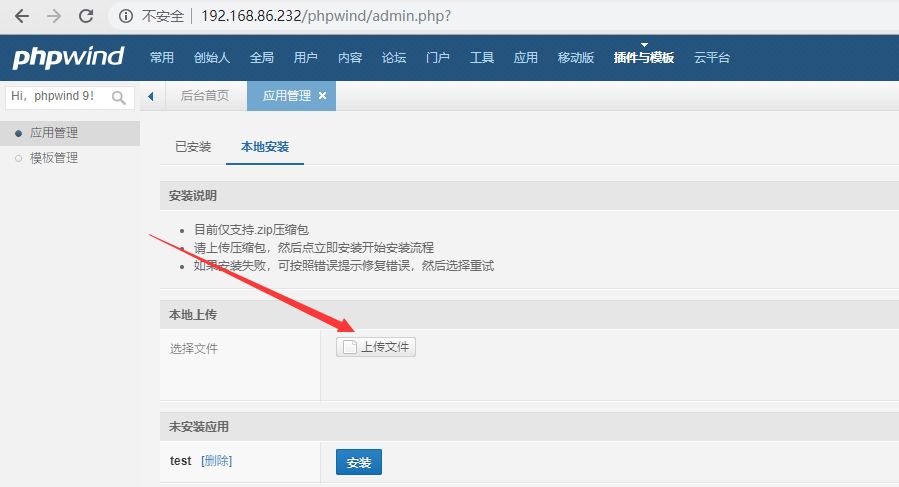 不安全 192.168.86.232/phpwind/admin.php?
phpwind 常用 创始人 全局 用户 内容 论坛 门户 工具 应用 移动版 插件与模板 云平台
Hi，phpwind 9! 后台首页 应用管理
应用管理
模板管理
已安装 本地安装
安装说明
目前仅支持.zip压缩包
请上传压缩包，然后点立即安装开始安装流程
如果安装失败，可按照错误提示修复错误，然后选择重试
本地上传
选择文件 上传文件
未安装应用
test [删除] 安装